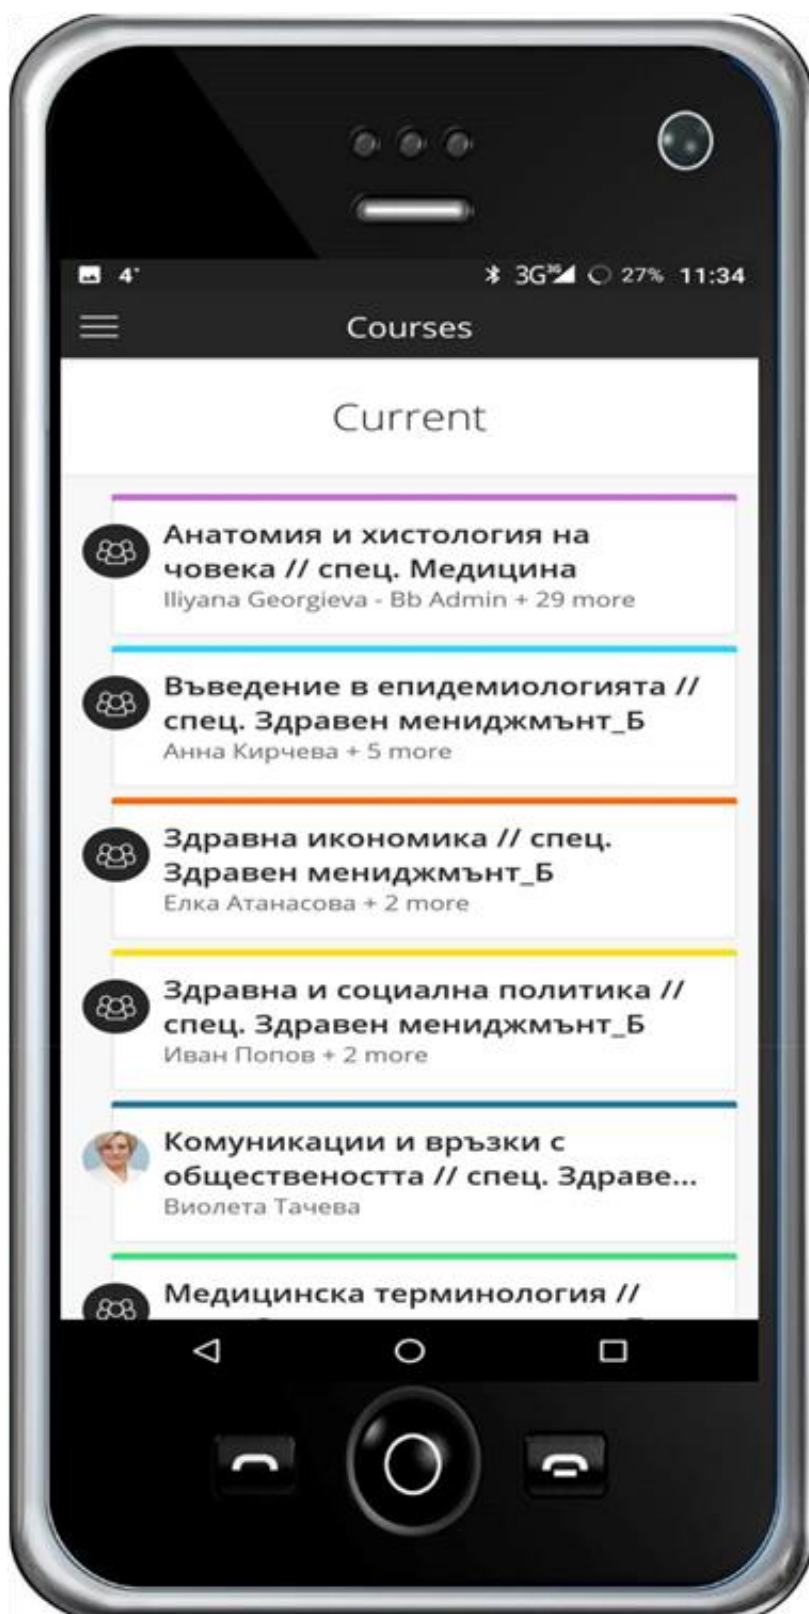 4°
3G 3G 27% 11:34
Courses
Current
Анатомия и хистология на
човека // спец. Медицина
Iliyana Georgieva - Bb Admin + 29 more
Въведение в епидемиологията //
спец. Здравен мениджмънт_Б
Анна Кирчева + 5 more
Здравна икономика // спец.
Здравен мениджмънт_Б
Елка Атанасова + 2 more
Здравна и социална политика //
спец. Здравен мениджмънт_Б
Иван Попов + 2 more
Комуникации и връзки с
обществеността // спец. Здраве...
Виолета Тачева
Медицинска терминология //